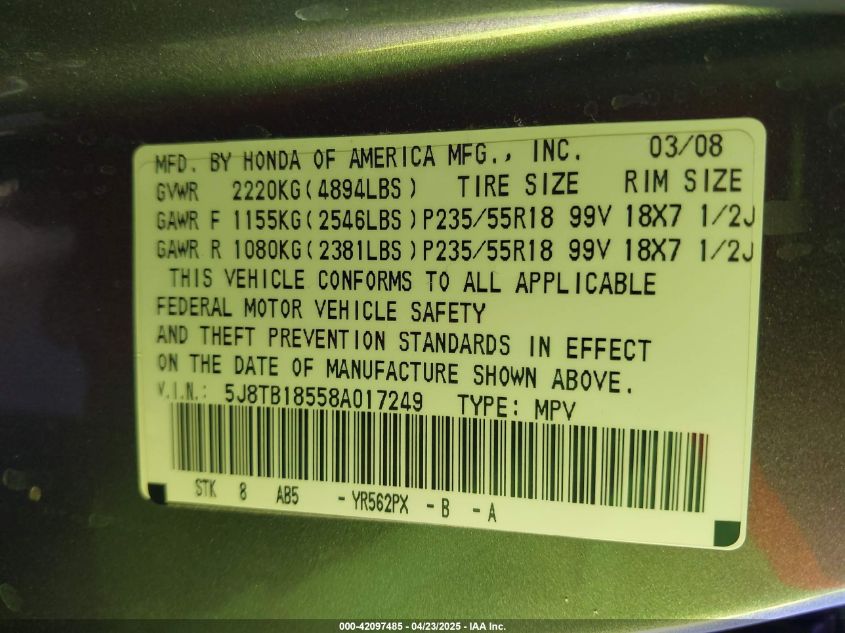 MFD. BY HONDA OF AMERICA MFG., INC. 03/08
GVWR 2220KG(4894LBS) TIRE SIZE RIM SIZE
GAWR F 1155KG(2546LBS)P235/55R18 99V 18X7 1/2J
GAWR R 1080KG(2381LBS)P235/55R18 99V 18X7 1/2J
THIS VEHICLE CONFORMS TO ALL APPLICABLE
FEDERAL MOTOR VEHICLE SAFETY
AND THEFT PREVENTION STANDARDS IN EFFECT
ON THE DATE OF MANUFACTURE SHOWN ABOVE.
V.I.N.: 5J8TB18558A017249 TYPE: MPV
STK 8 AB5 -YR562PX -B -A
000-42097485 - 04/23/2025 - IAA Inc.